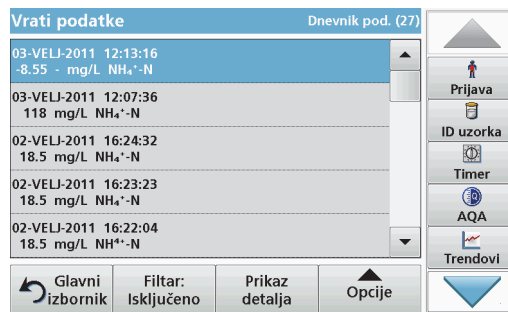 Vrati podatke
Dnevnik pod. (27)
03-VELJ-2011 12:13:16
-8.55 - mg/L NH₄⁺-N
03-VELJ-2011 12:07:36
118 mg/L NH₄⁺-N
02-VELJ-2011 16:24:32
18.5 mg/L NH₄⁺-N
02-VELJ-2011 16:23:23
18.5 mg/L NH₄⁺-N
02-VELJ-2011 16:22:04
18.5 mg/L NH⁴⁺-N
Prijava
ID uzorka
Timer
AQA
Trendovi
Glavni
izbornik
Filtar:
Isključeno
Prikaz
detalja
Opcije